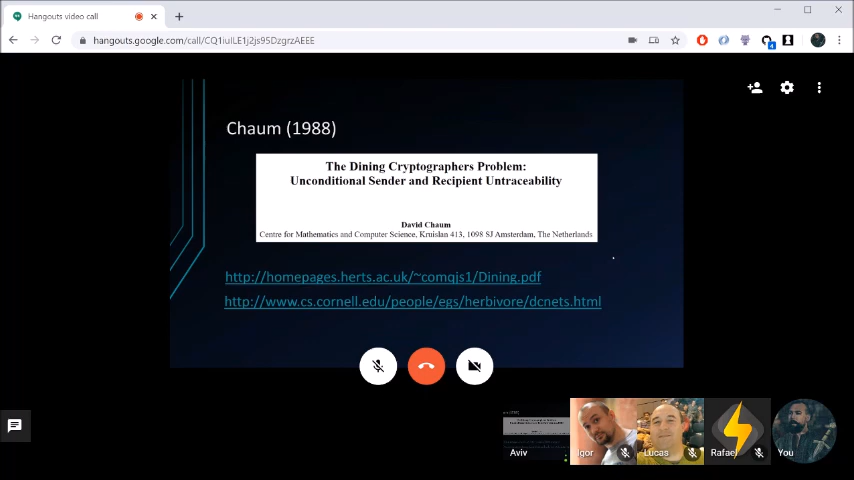 Hangouts video call
hangouts.google.com/call/CQ1iuILE1j2js95DzgrzAEEE
4
Chaum (1988)
The Dining Cryptographers Problem:
Unconditional Sender and Recipient Untraceability
David Chaum
Centre for Mathematics and Computer Science, Kruislan 413, 1098 SJ Amsterdam, The Netherlands
http://homepages.herts.ac.uk/~comqjs1/Dining.pdf
http://www.cs.cornell.edu/people/egs/herbivore/dcnets.html
Aviv
Igor
Lucas
Rafael
You